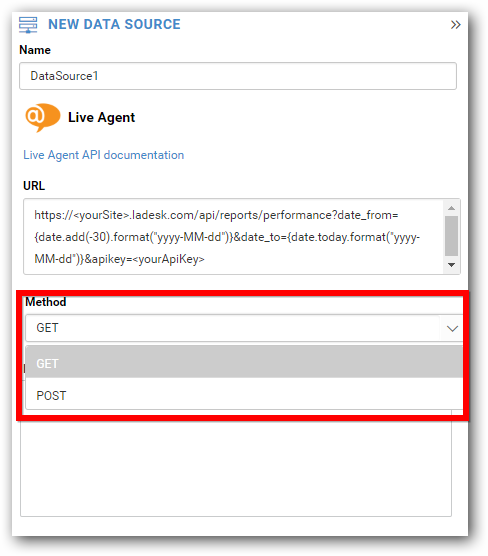 NEW DATA SOURCE
Name
DataSource1
Live Agent
Live Agent API documentation
URL
https://<yourSite>.ladesk.com/api/reports/performance?date_from=
{date.add(-30).format("yyyy-MM-dd")}&date_to={date.today.format("yyyy-
MM-dd")}&apikey=<yourApiKey>
Method
GET
GET
POST